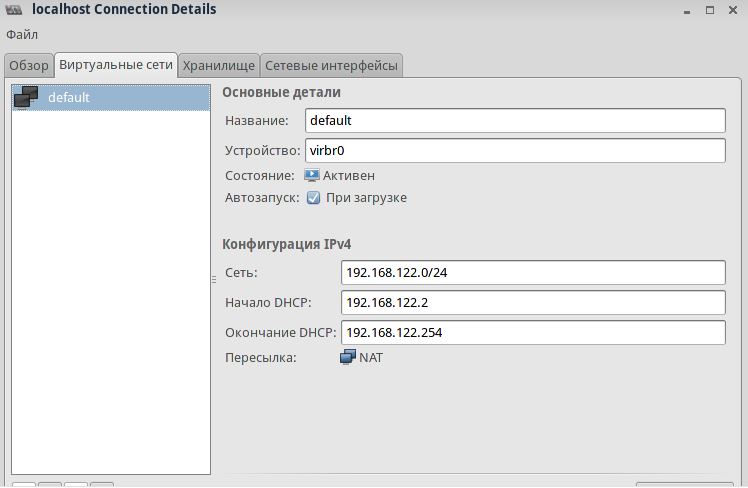 localhost Connection Details
Файл
Обзор Виртуальные сети Хранилище Сетевые интерфейсы
default
Основные детали
Название: default
Устройство: virbr0
Состояние: Активен
Автозапуск: При загрузке
Конфигурация IPv4
Сеть: 192.168.122.0/24
Начало DHCP: 192.168.122.2
Окончание DHCP: 192.168.122.254
Пересылка: NAT